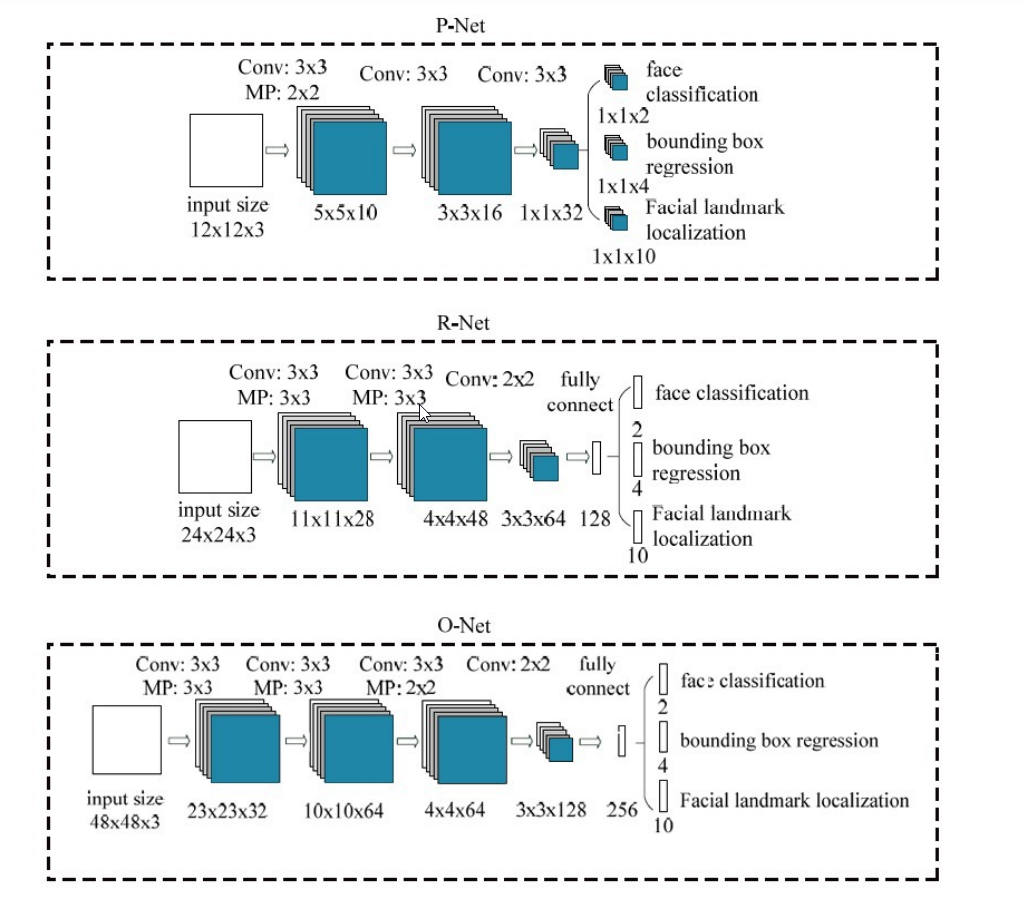 P-Net
Conv: 3x3
MP: 2x2
Conv: 3x3
Conv: 3x3
face
classification
1x1x2
bounding box
regression
1x1x4
Facial landmark
localization
1x1x10
input size
12x12x3
5x5x10
3x3x16
1x1x32
R-Net
Conv: 3x3
MP: 3x3
Conv: 3x3
MP: 3x3
Conv: 2x2
fully
connect
face classification
2
bounding box
regression
4
Facial landmark
localization
10
input size
24x24x3
11x11x28
4x4x48
3x3x64
128
O-Net
Conv: 3x3
MP: 3x3
Conv: 3x3
MP: 3x3
Conv: 3x3
MP: 2x2
Conv: 2x2
fully
connect
face classification
2
bounding box regression
4
Facial landmark localization
10
input size
48x48x3
23x23x32
10x10x64
4x4x64
3x3x128
256